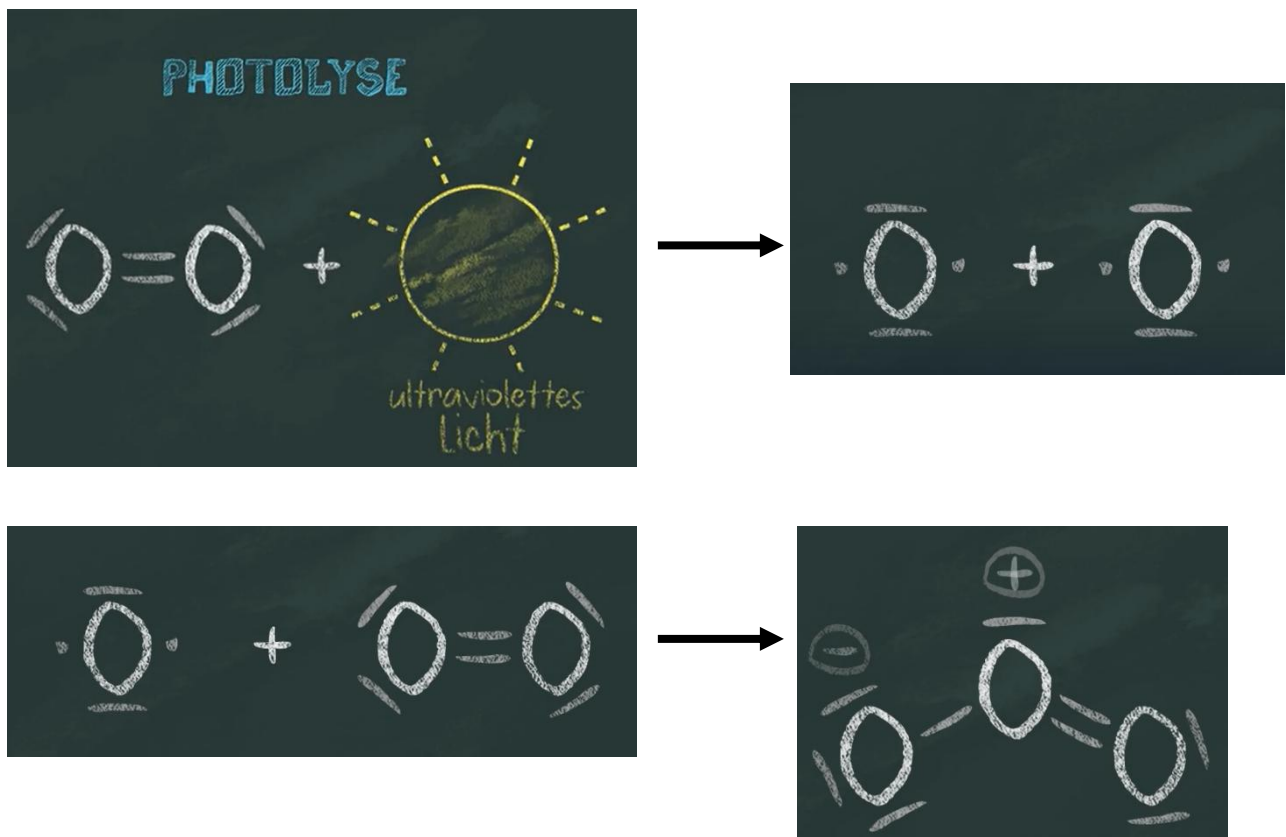 PHOTOLYSE
O = O +
ultraviolettes
Licht
O + O
O + O = O
+
-
O O O